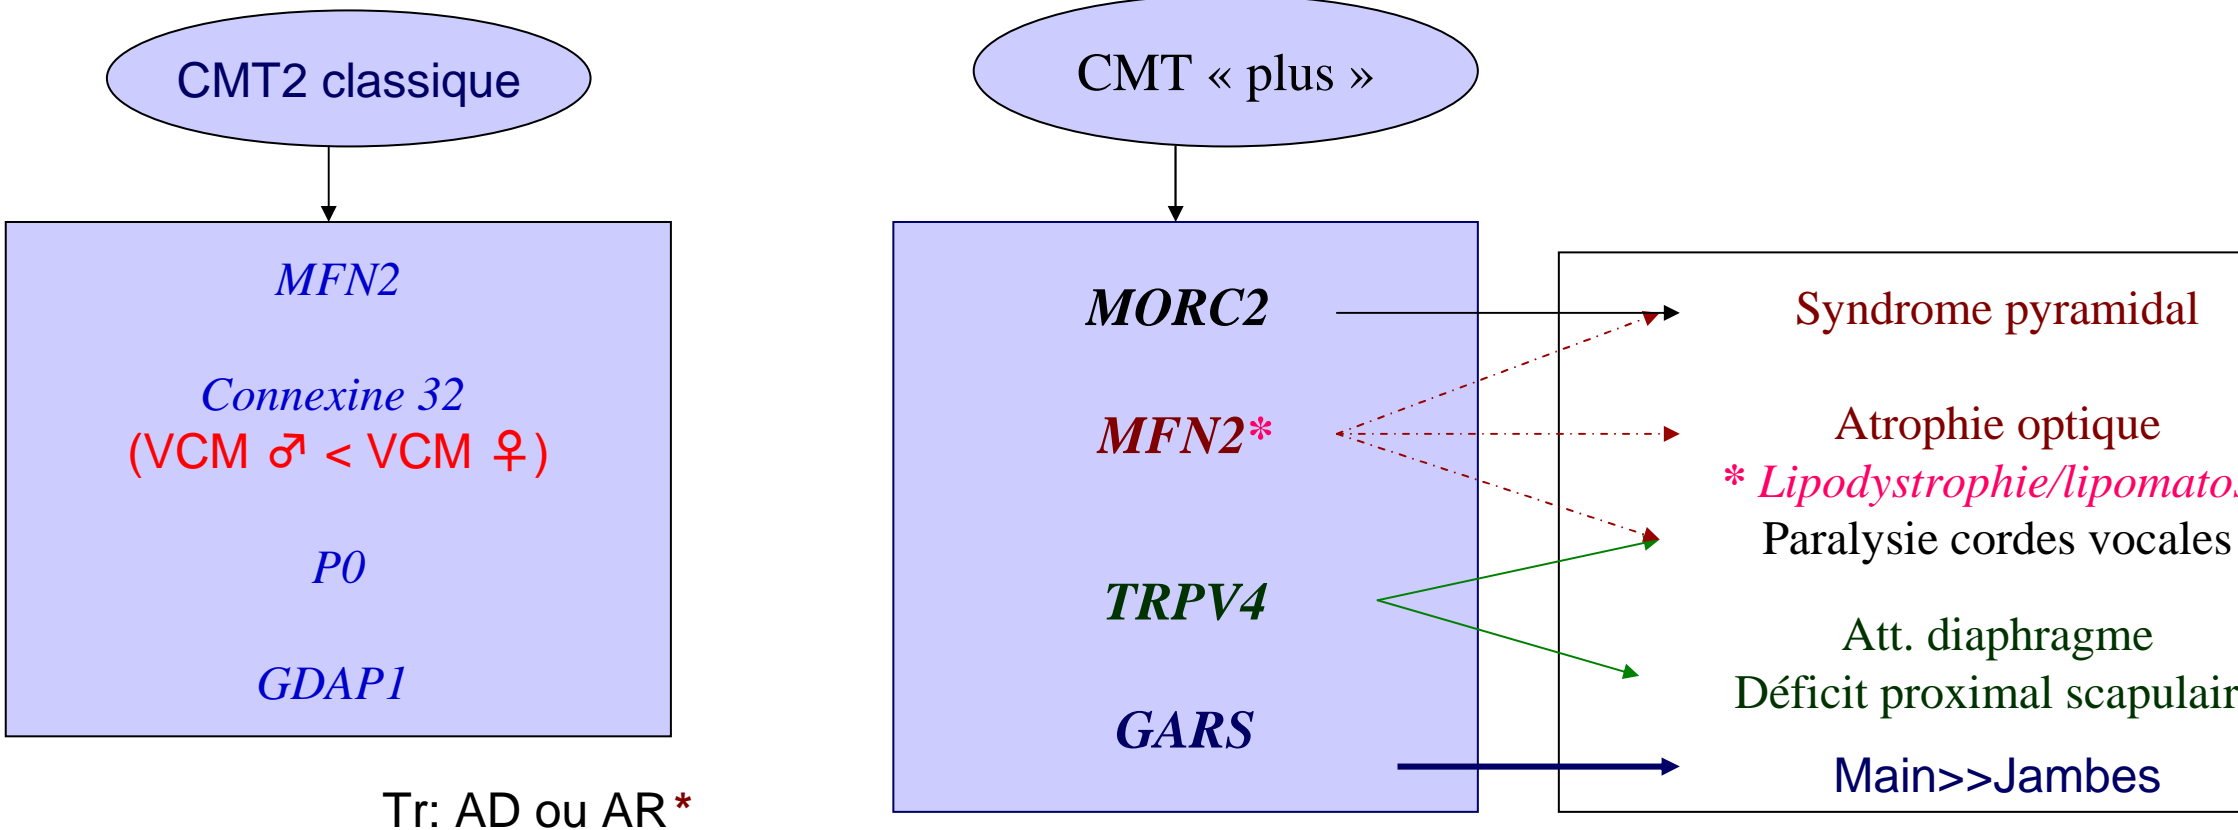 CMT2 classique
MFN2
Connexine 32
(VCM ♂ < VCM ♀)
P0
GDAP1
Tr: AD ou AR*
CMT « plus »
MORC2
MFN2*
TRPV4
GARS
Syndrome pyramidal
Atrophie optique
* Lipodystrophie/lipomatos
Paralysie cordes vocales
Att. diaphragme
Déficit proximal scapulair
Main>>Jambes